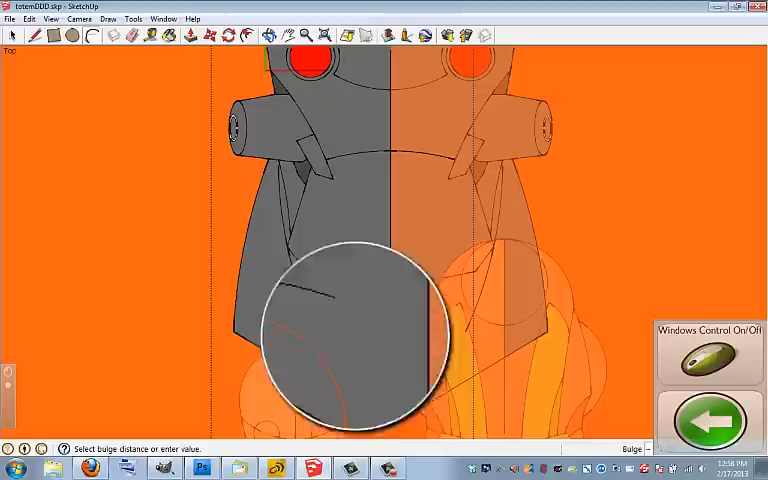 totemDDD.skp - SketchUp
File Edit View Camera Draw Tools Window Help
Top
Windows Control On/Off
Select bulge distance or enter value.
Bulge
12:58 PM
2/17/2013